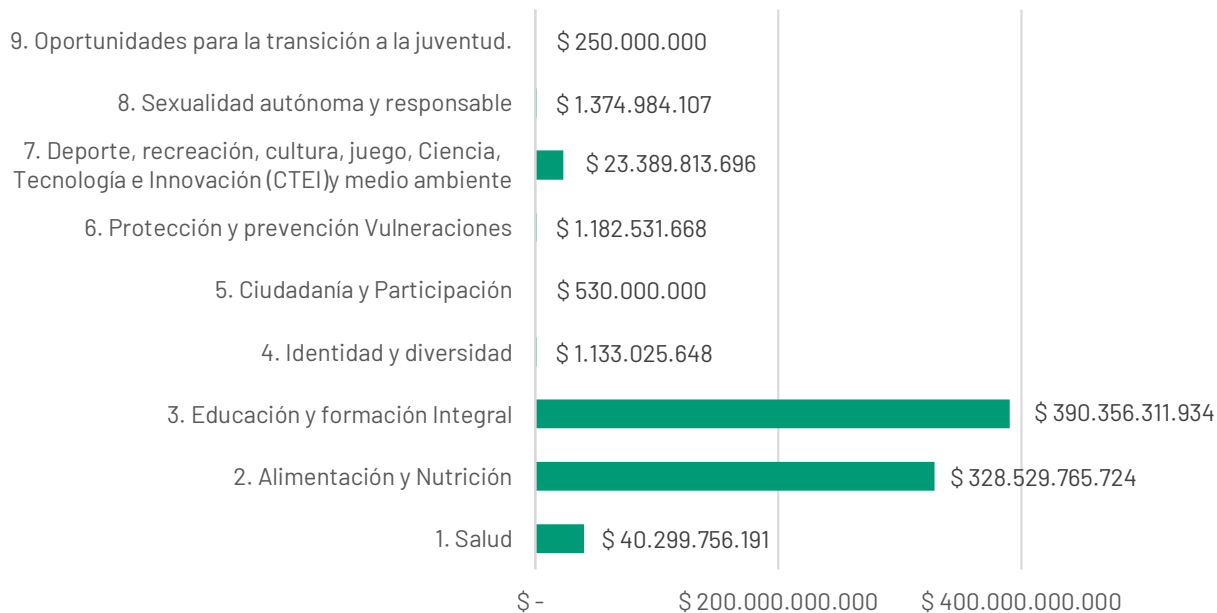 9. Oportunidades para la transición a la juventud.
$ 250.000.000
8. Sexualidad autónoma y responsable
$ 1.374.984.107
7. Deporte, recreación, cultura, juego, Ciencia,
Tecnología e Innovación (CTEI)y medio ambiente
$ 23.389.813.696
6. Protección y prevención Vulneraciones
$ 1.182.531.668
5. Ciudadanía y Participación
$ 530.000.000
4. Identidad y diversidad
$ 1.133.025.648
3. Educación y formación Integral
$ 390.356.311.934
2. Alimentación y Nutrición
$ 328.529.765.724
1. Salud
$ 40.299.756.191
$ -
$ 200.000.000.000
$ 400.000.000.000